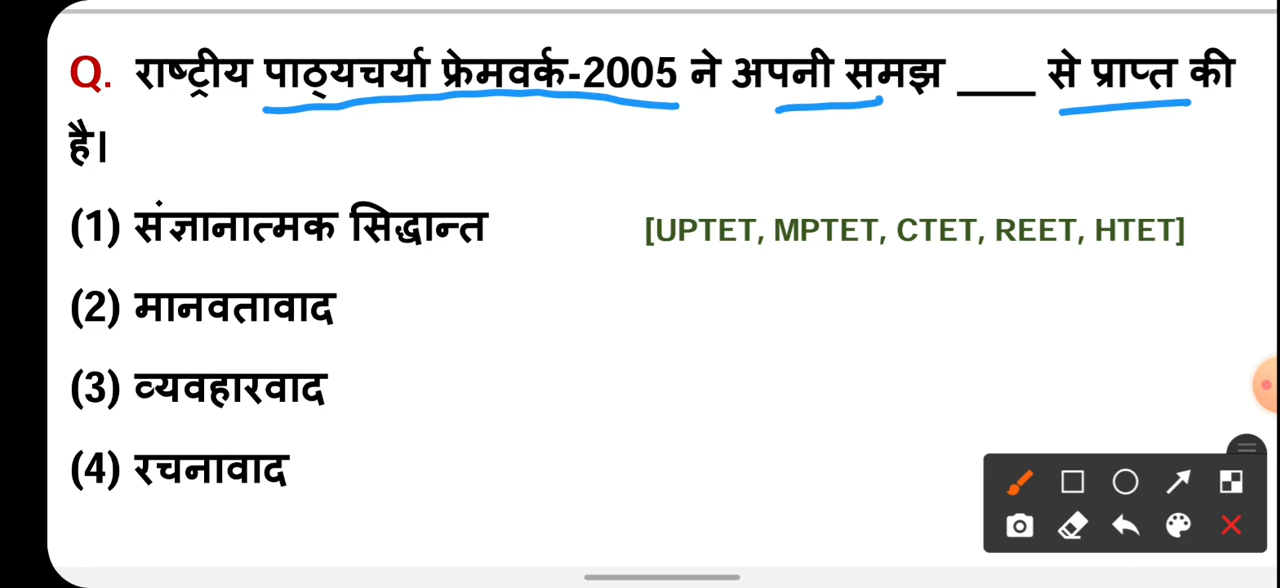 Q. राष्ट्रीय पाठ्यचर्या फ्रेमवर्क-2005 ने अपनी समझ ____ से प्राप्त की
है।
(1) संज्ञानात्मक सिद्धान्त [UPTET, MPTET, CTET, REET, HTET]
(2) मानवतावाद
(3) व्यवहारवाद
(4) रचनावाद